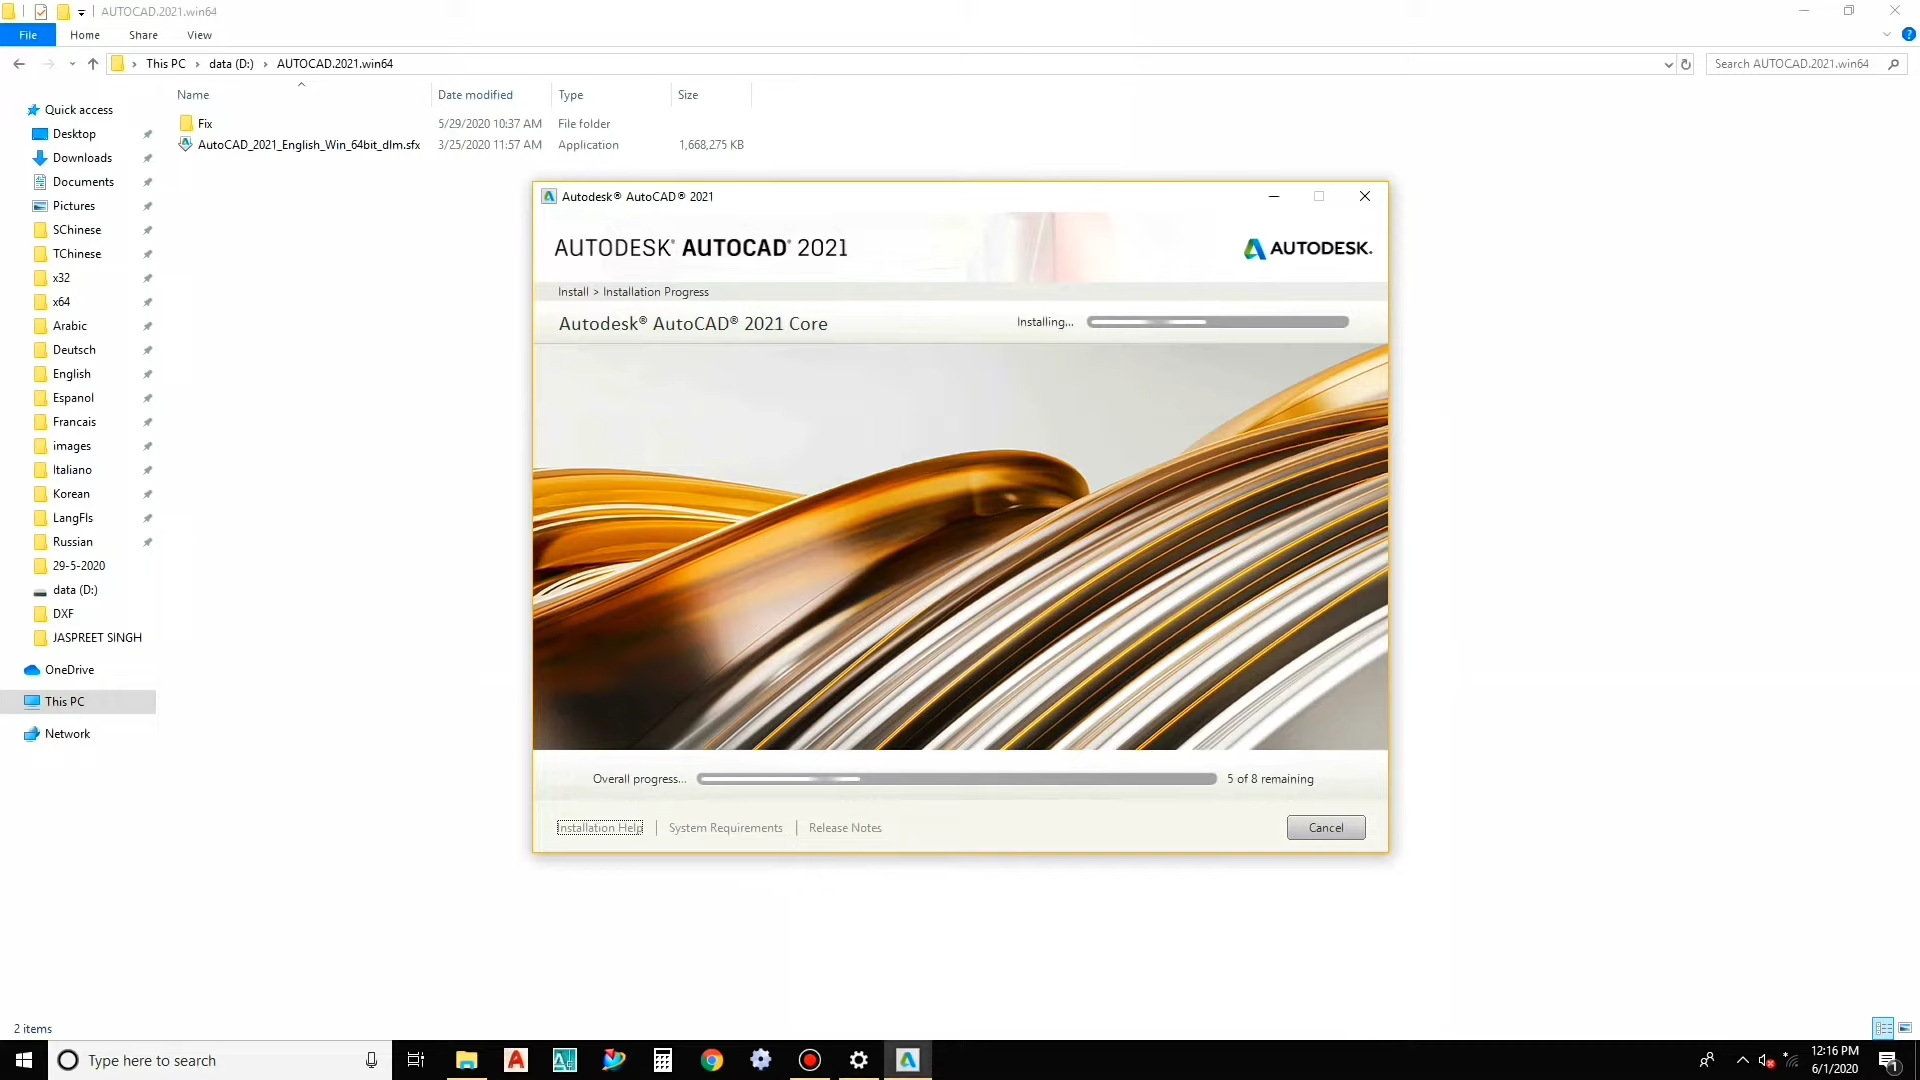 AUTOCAD.2021.win64
File Home Share View
This PC data (D:) AUTOCAD.2021.win64
Search AUTOCAD.2021.win64
Name Date modified Type Size
Fix 5/29/2020 10:37 AM File folder
AutoCAD_2021_English_Win_64bit_dlm.sfx 3/25/2020 11:57 AM Application 1,668,275 KB
Quick access
Desktop
Downloads
Documents
Pictures
SChinese
TChinese
x32
x64
Arabic
Deutsch
English
Espanol
Francais
images
Italiano
Korean
LangFls
Russian
29-5-2020
data (D:)
DXF
JASPREET SINGH
OneDrive
This PC
Network
Autodesk® AutoCAD® 2021
AUTODESK® AUTOCAD® 2021
AUTODESK.
Install > Installation Progress
Autodesk® AutoCAD® 2021 Core
Installing...
Overall progress... 5 of 8 remaining
Installation Help | System Requirements | Release Notes
Cancel
2 items
Type here to search
12:16 PM
6/1/2020
1